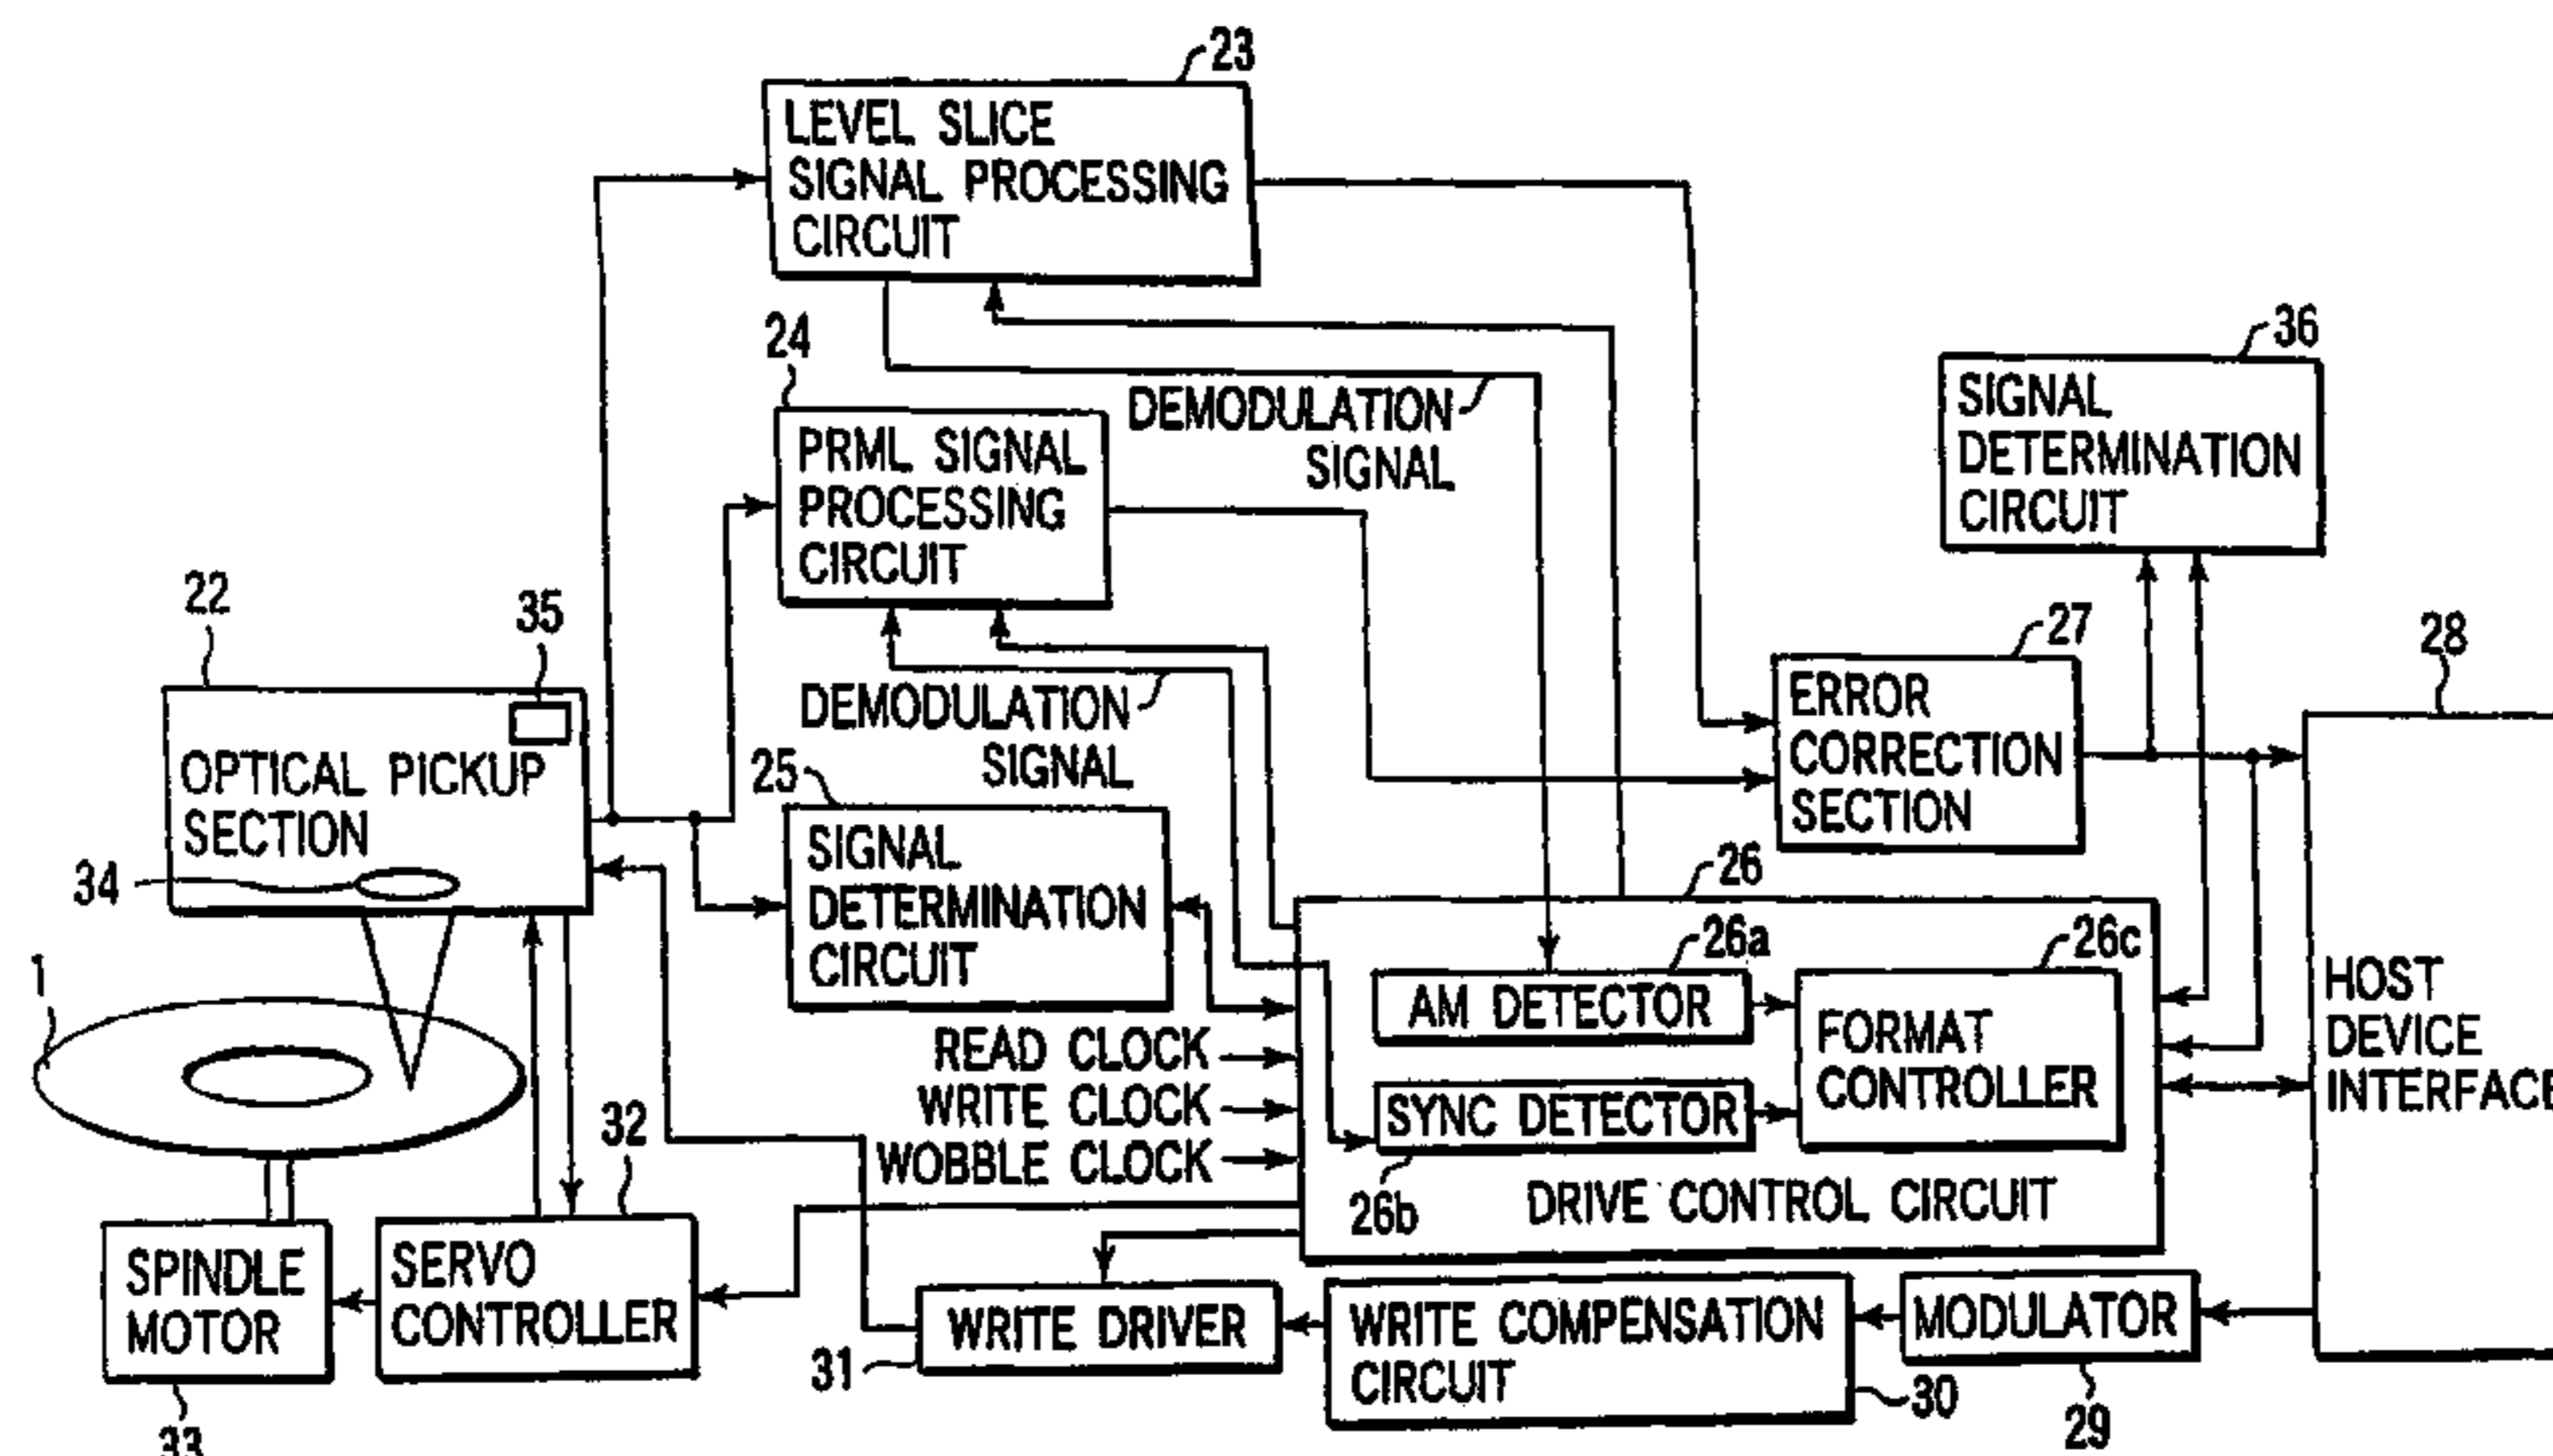 23
LEVEL SLICE
SIGNAL PROCESSING
CIRCUIT
24
PRML SIGNAL
PROCESSING
CIRCUIT
DEMODULATION
SIGNAL
36
SIGNAL
DETERMINATION
CIRCUIT
22
35
OPTICAL PICKUP
SECTION
34
1
DEMODULATION
SIGNAL
25
SIGNAL
DETERMINATION
CIRCUIT
27
ERROR
CORRECTION
SECTION
28
HOST
DEVICE
INTERFACE
26
26a
AM DETECTOR
26c
FORMAT
CONTROLLER
SYNC DETECTOR
26b
DRIVE CONTROL CIRCUIT
READ CLOCK
WRITE CLOCK
WOBBLE CLOCK
32
SPINDLE
MOTOR
33
SERVO
CONTROLLER
WRITE DRIVER
31
WRITE COMPENSATION
CIRCUIT
30
MODULATOR
29